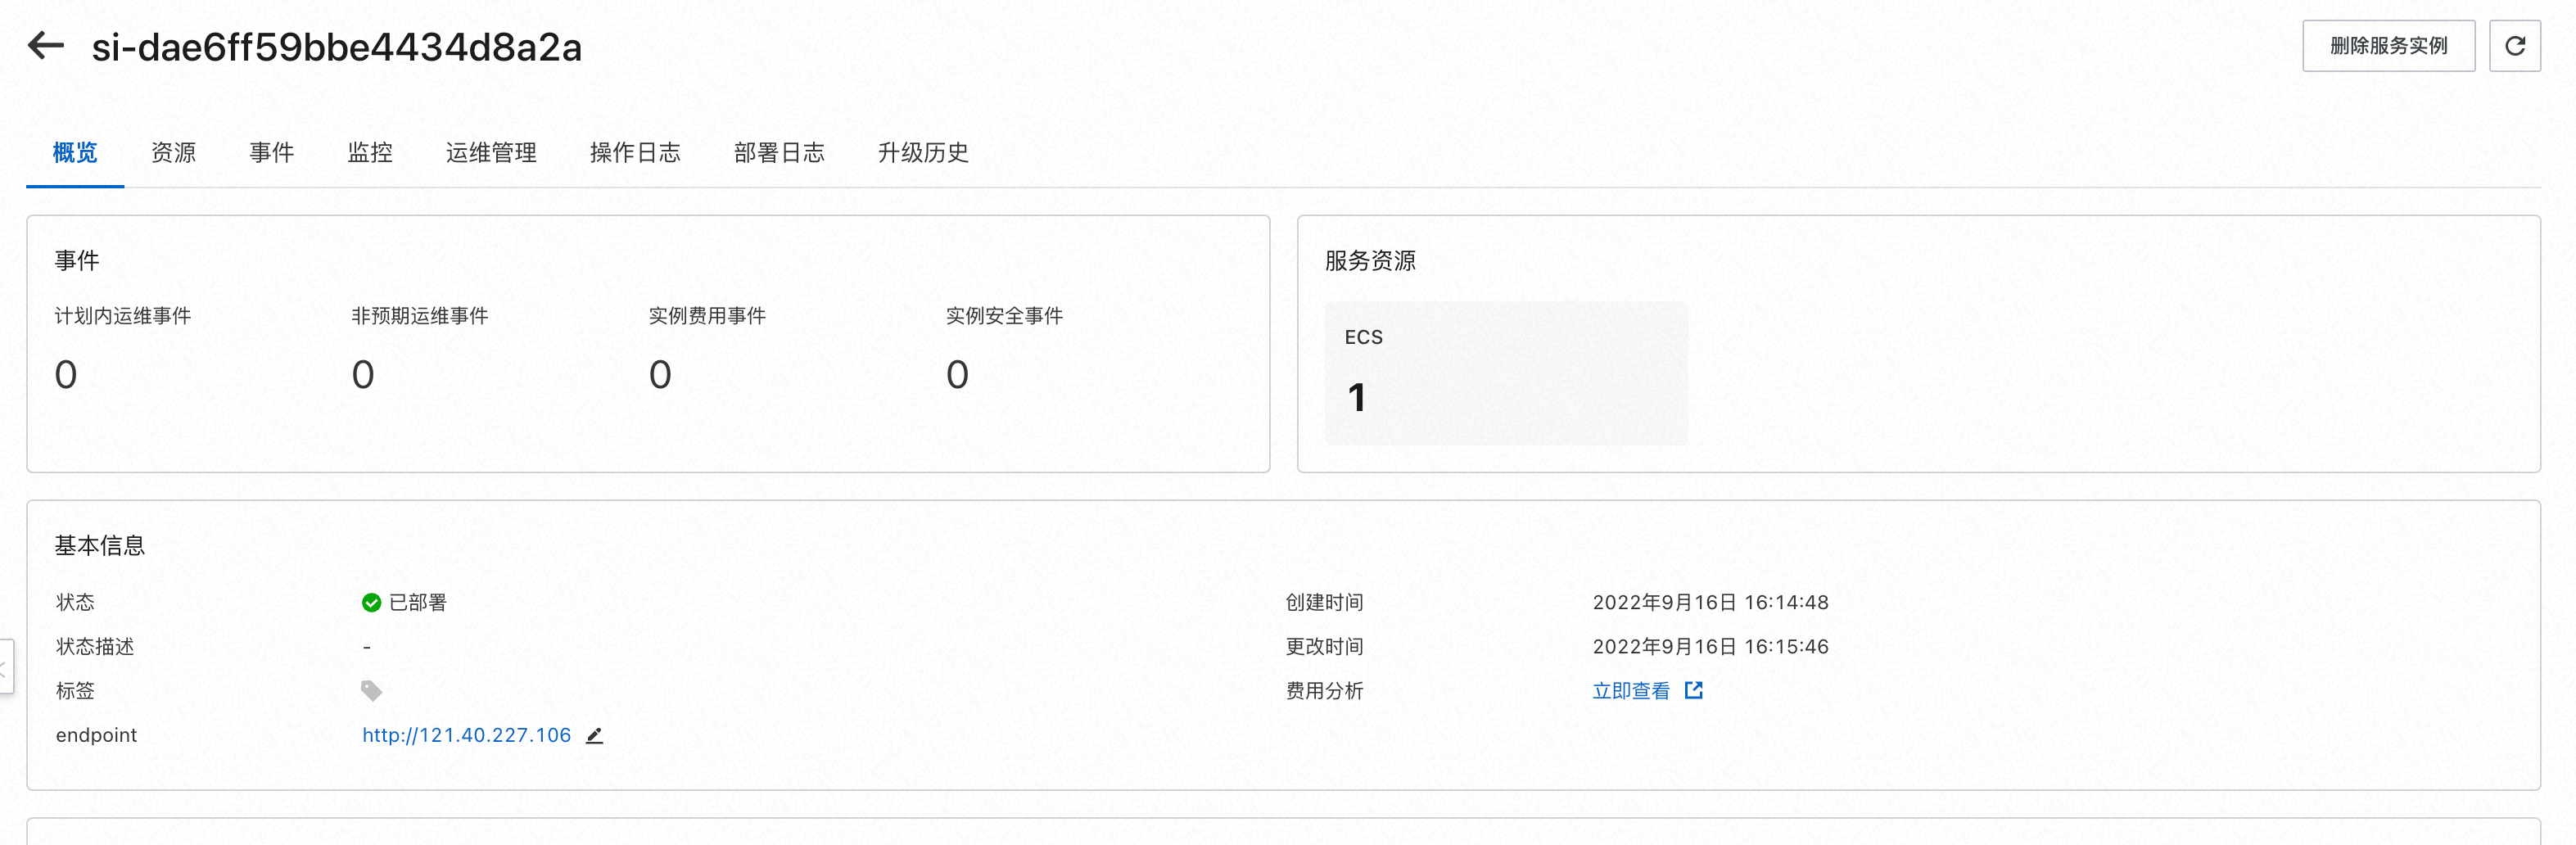 si-dae6ff59bbe4434d8a2a
删除服务实例
概览 资源 事件 监控 运维管理 操作日志 部署日志 升级历史
事件
计划内运维事件 非预期运维事件 实例费用事件 实例安全事件
0 0 0 0
服务资源
ECS
1
基本信息
状态 已部署
创建时间 2022年9月16日 16:14:48
状态描述 -
更改时间 2022年9月16日 16:15:46
标签
费用分析 立即查看
endpoint http://121.40.227.106